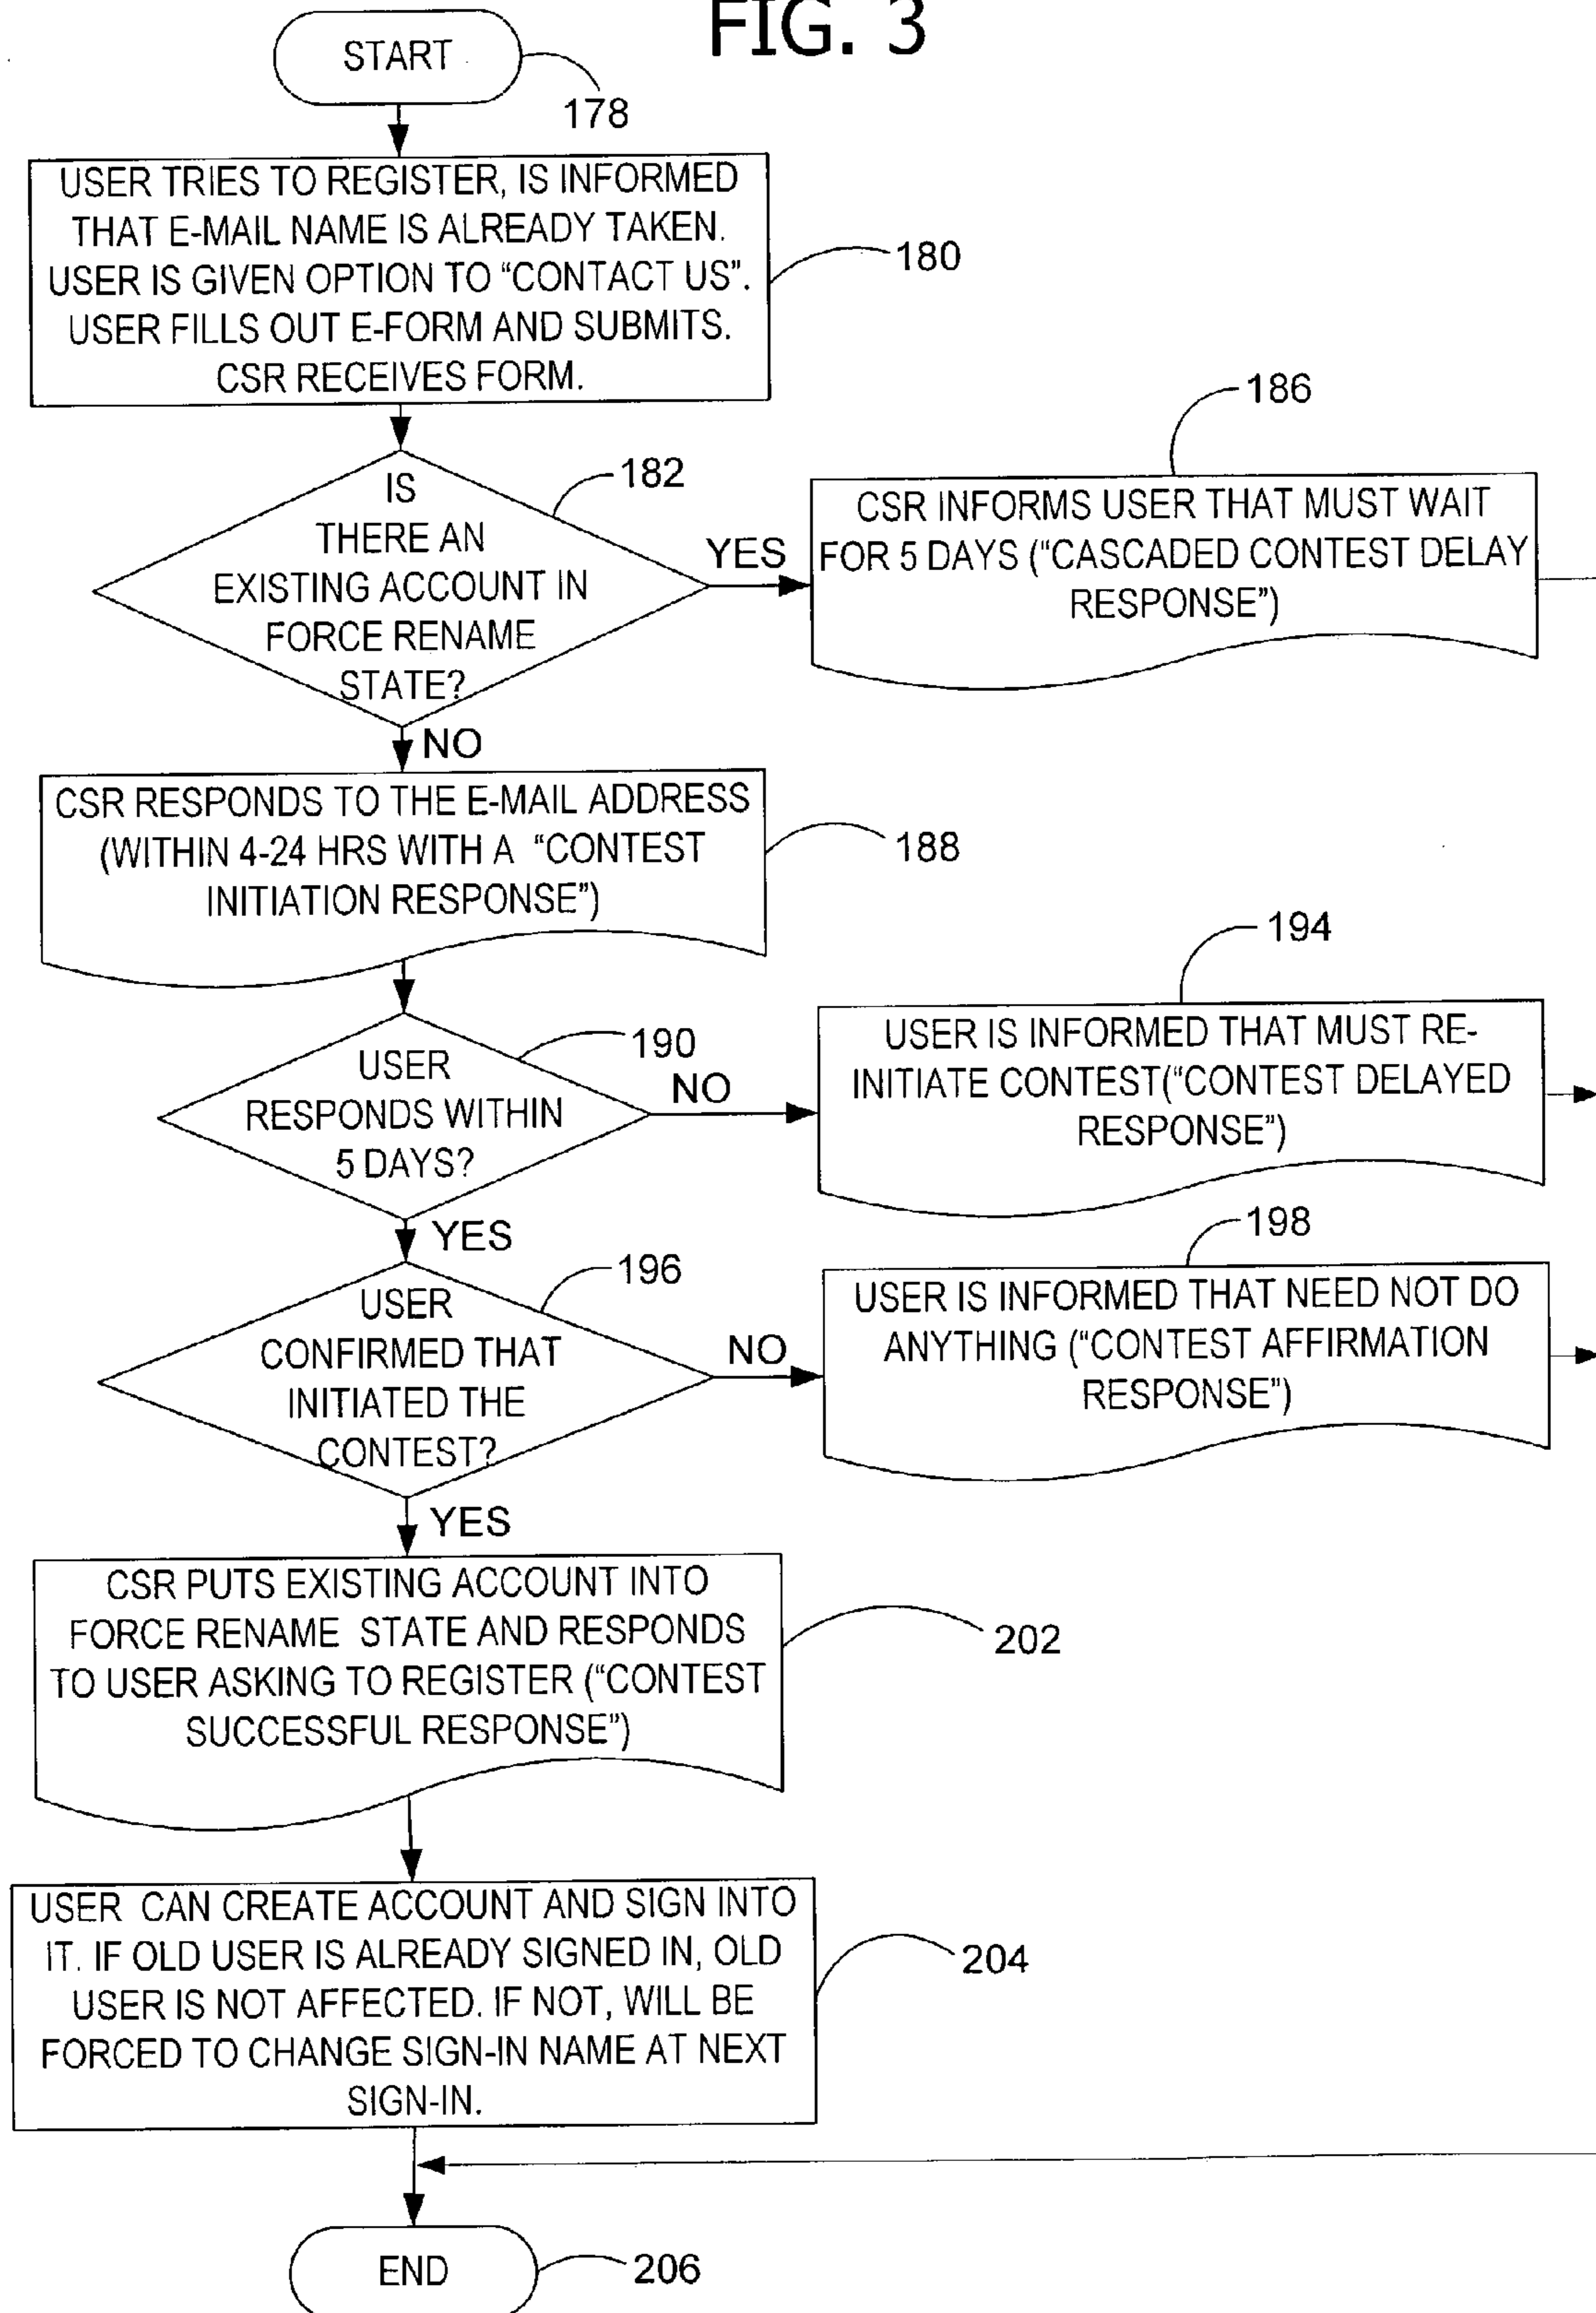 FIG. 3
START
178
USER TRIES TO REGISTER, IS INFORMED
THAT E-MAIL NAME IS ALREADY TAKEN.
USER IS GIVEN OPTION TO “CONTACT US”.
USER FILLS OUT E-FORM AND SUBMITS.
CSR RECEIVES FORM.
180
IS
THERE AN
EXISTING ACCOUNT IN
FORCE RENAME
STATE?
182
YES
CSR INFORMS USER THAT MUST WAIT
FOR 5 DAYS (“CASCADED CONTEST DELAY
RESPONSE”)
186
NO
CSR RESPONDS TO THE E-MAIL ADDRESS
(WITHIN 4-24 HRS WITH A “CONTEST
INITIATION RESPONSE”)
188
USER
RESPONDS WITHIN
5 DAYS?
190
NO
USER IS INFORMED THAT MUST RE-
INITIATE CONTEST(“CONTEST DELAYED
RESPONSE”)
194
YES
USER
CONFIRMED THAT
INITIATED THE
CONTEST?
196
NO
USER IS INFORMED THAT NEED NOT DO
ANYTHING (“CONTEST AFFIRMATION
RESPONSE”)
198
YES
CSR PUTS EXISTING ACCOUNT INTO
FORCE RENAME STATE AND RESPONDS
TO USER ASKING TO REGISTER (“CONTEST
SUCCESSFUL RESPONSE”)
202
USER CAN CREATE ACCOUNT AND SIGN INTO
IT. IF OLD USER IS ALREADY SIGNED IN, OLD
USER IS NOT AFFECTED. IF NOT, WILL BE
FORCED TO CHANGE SIGN-IN NAME AT NEXT
SIGN-IN.
204
END
206